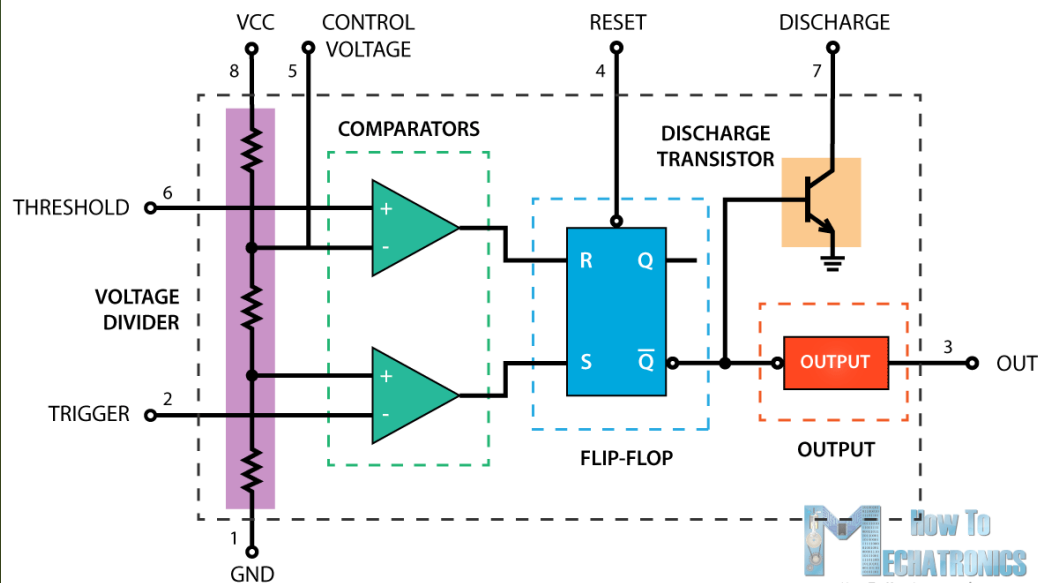 VCC
CONTROL
VOLTAGE
RESET
DISCHARGE
8
5
4
7
COMPARATORS
DISCHARGE
TRANSISTOR
THRESHOLD
6
+
-
R
Q
VOLTAGE
DIVIDER
S
Q̅
OUTPUT
3
OUT
+
-
TRIGGER
2
FLIP-FLOP
OUTPUT
1
GND
How To
MECHATRONICS